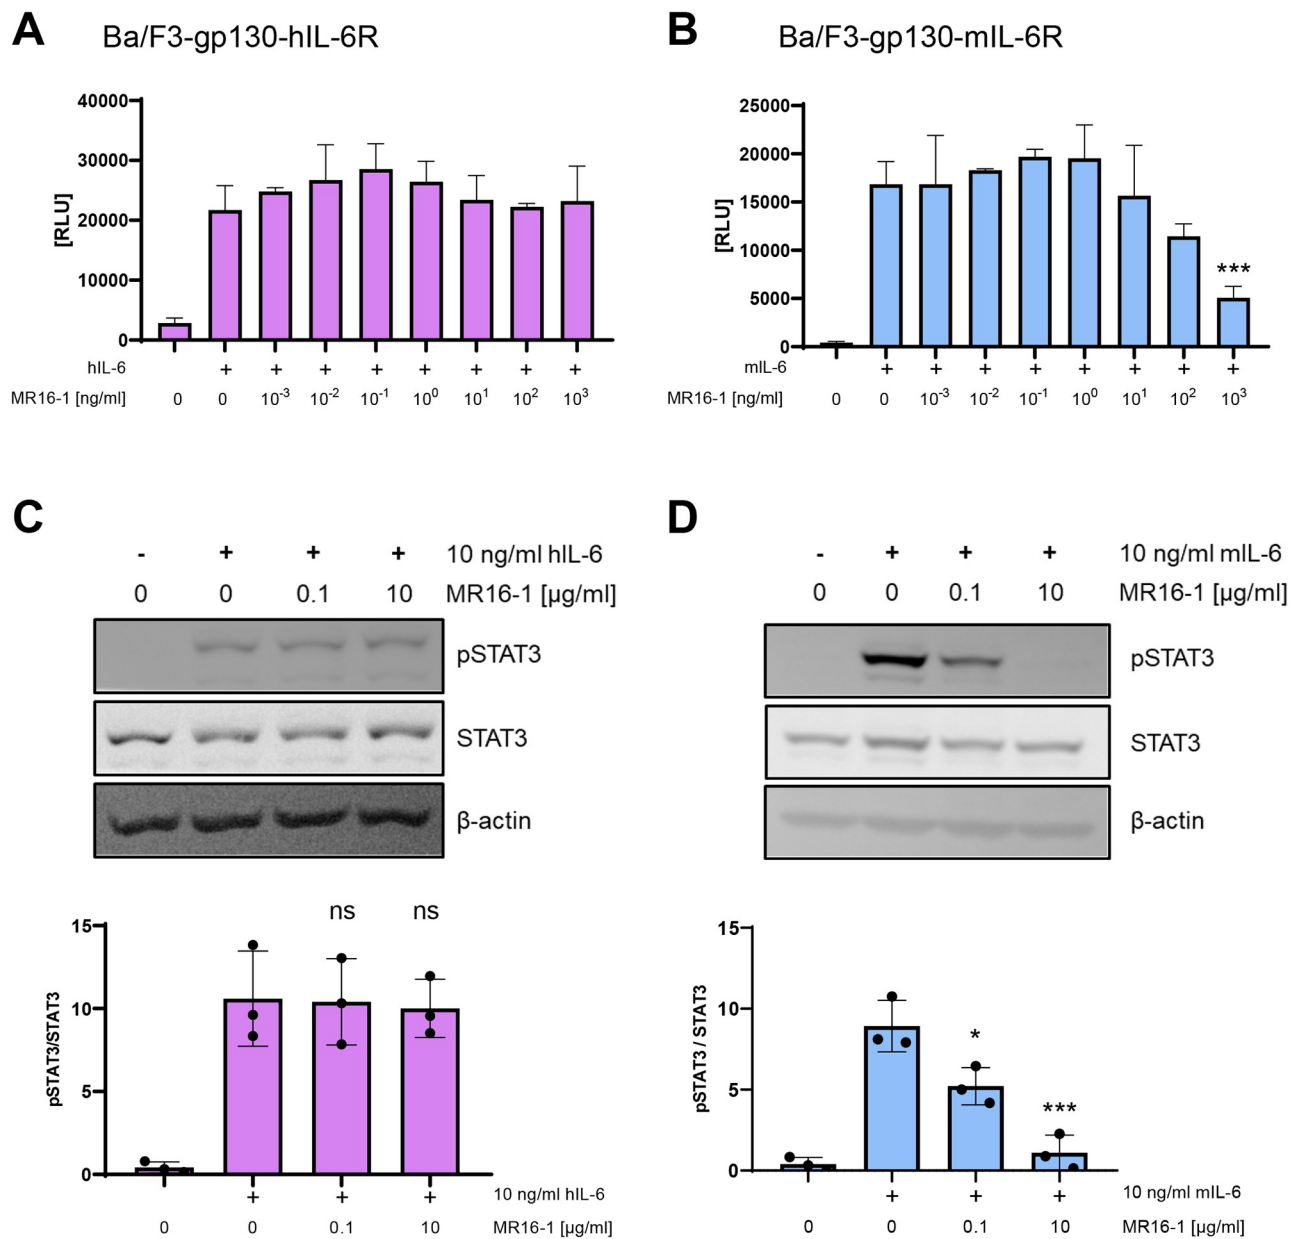 A Ba/F3-gp130-hIL-6R
40000
30000
20000
10000
0
[RLU]
hIL-6 + + + + + + + +
MR16-1 [ng/ml] 0 0 10⁻³ 10⁻² 10⁻¹ 10⁰ 10¹ 10² 10³
B Ba/F3-gp130-mIL-6R
25000
20000
15000
10000
5000
0
[RLU]
***
mIL-6 + + + + + + + +
MR16-1 [ng/ml] 0 0 10⁻³ 10⁻² 10⁻¹ 10⁰ 10¹ 10² 10³
C
- + + + 10 ng/ml hIL-6
0 0 0.1 10 MR16-1 [µg/ml]
pSTAT3
STAT3
β-actin
ns ns
15
10
5
0
pSTAT3/STAT3
+ + + 10 ng/ml hIL-6
0 0 0.1 10 MR16-1 [µg/ml]
D
- + + + 10 ng/ml mIL-6
0 0 0.1 10 MR16-1 [µg/ml]
pSTAT3
STAT3
β-actin
15
10
5
0
pSTAT3 / STAT3
*
***
+ + + 10 ng/ml mIL-6
0 0 0.1 10 MR16-1 [µg/ml]